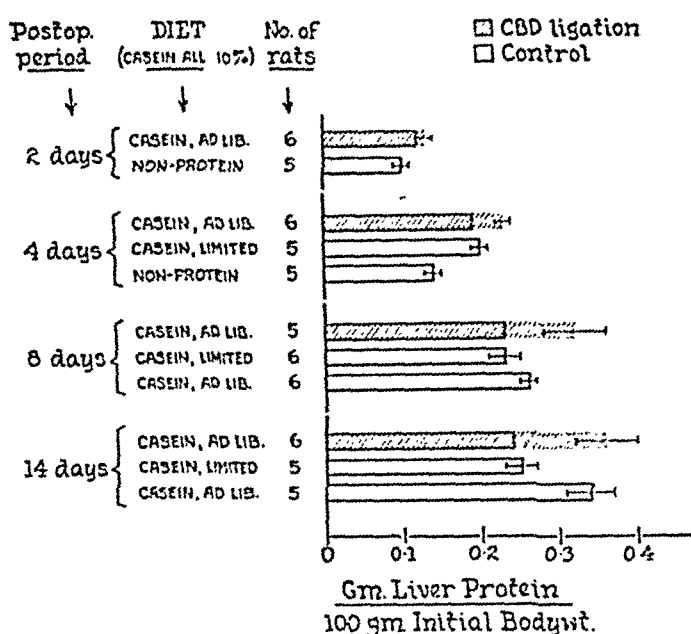 Postop. period
DIET (CASEIN ALL 10%)
No. of rats
CBD ligation
Control
2 days
CASEIN, AD LIB. 6
NON-PROTEIN 5
4 days
CASEIN, AD LIB. 6
CASEIN, LIMITED 5
NON-PROTEIN 5
8 days
CASEIN, AD LIB. 5
CASEIN, LIMITED 6
CASEIN, AD LIB. 6
14 days
CASEIN, AD LIB. 6
CASEIN, LIMITED 5
CASEIN, AD LIB. 5
0 0·1 0·2 0·3 0·4
Gm. Liver Protein
100 gm Initial Bodywt.